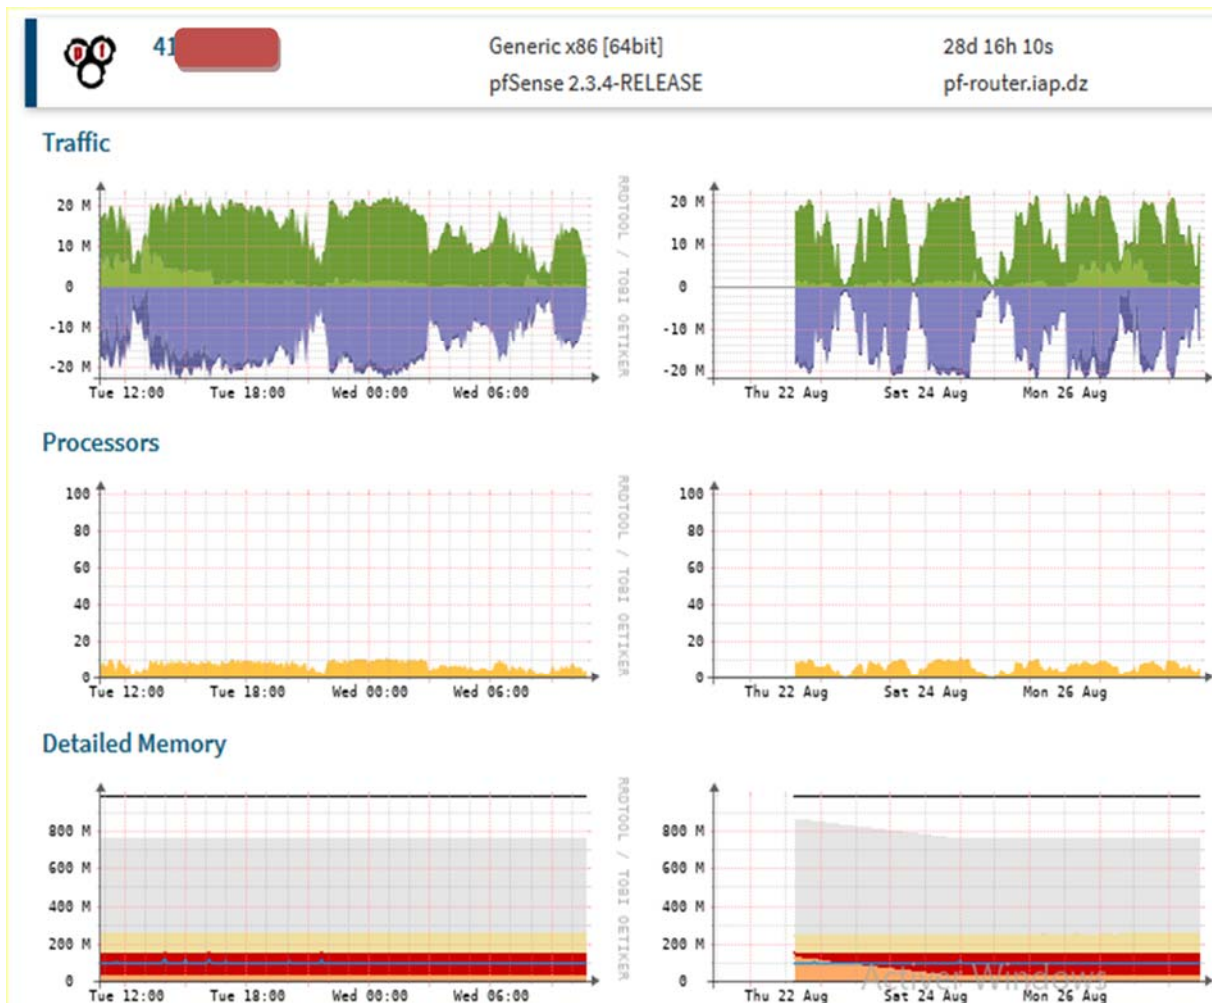 41 Generic x86 [64bit] 28d 16h 10s
pfSense 2.3.4-RELEASE pf-router.iap.dz
Traffic
20 M
10 M
0
-10 M
-20 M
Tue 12:00 Tue 18:00 Wed 00:00 Wed 06:00
RRDTOOL / TOBI OETIKER
20 M
10 M
0
-10 M
-20 M
Thu 22 Aug Sat 24 Aug Mon 26 Aug
Processors
100
80
60
40
20
0
Tue 12:00 Tue 18:00 Wed 00:00 Wed 06:00
RRDTOOL / TOBI OETIKER
100
80
60
40
20
0
Thu 22 Aug Sat 24 Aug Mon 26 Aug
Detailed Memory
800 M
600 M
400 M
200 M
0
Tue 12:00 Tue 18:00 Wed 00:00 Wed 06:00
RRDTOOL / TOBI OETIKER
800 M
600 M
400 M
200 M
0
Activer Windows
Thu 22 Aug Sat 24 Aug Mon 26 Aug